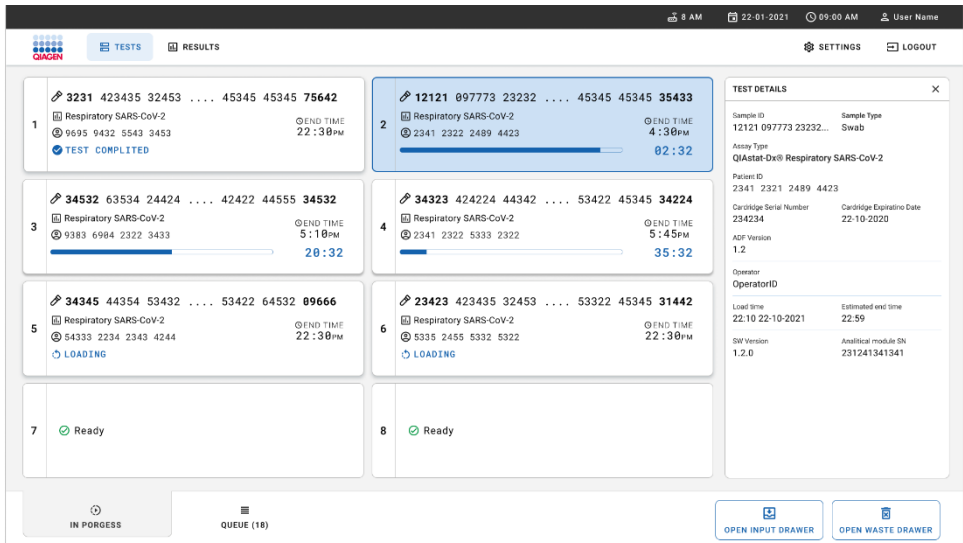 8 AM 22-01-2021 09:00 AM User Name
QIAGEN TESTS RESULTS SETTINGS LOGOUT
1
3231 423435 32453 .... 45345 45345 75642
Respiratory SARS-CoV-2
9695 9432 5543 3453
TEST COMPLITED
END TIME
22:30PM
2
12121 097773 23232 .... 45345 45345 35433
Respiratory SARS-CoV-2
2341 2322 2489 4423
END TIME
4:30PM
02:32
3
34532 63534 24424 .... 42422 44555 34532
Respiratory SARS-CoV-2
9383 6904 2322 3433
END TIME
5:10PM
20:32
4
34323 424224 44342 .... 53422 45345 34224
Respiratory SARS-CoV-2
2341 2322 5333 2322
END TIME
5:45PM
35:32
5
34345 44354 53432 .... 53422 64532 09666
Respiratory SARS-CoV-2
54333 2234 2343 4244
LOADING
END TIME
22:30PM
6
23423 423435 32453 .... 53322 45345 31442
Respiratory SARS-CoV-2
5335 2455 5332 5322
LOADING
END TIME
22:30PM
7 Ready
8 Ready
TEST DETAILS
Sample ID Sample Type
12121 097773 23232... Swab
Assay Type
QIAstat-Dx® Respiratory SARS-CoV-2
Patient ID
2341 2321 2489 4423
Cardridge Serial Number Cardridge Expiratino Date
234234 22-10-2020
ADF Version
1.2
Operator
OperatorID
Load time Estimated end time
22:10 22-10-2021 22:59
SW Version Analitical module SN
1.2.0 231241341341
IN PORGESS QUEUE (18) OPEN INPUT DRAWER OPEN WASTE DRAWER